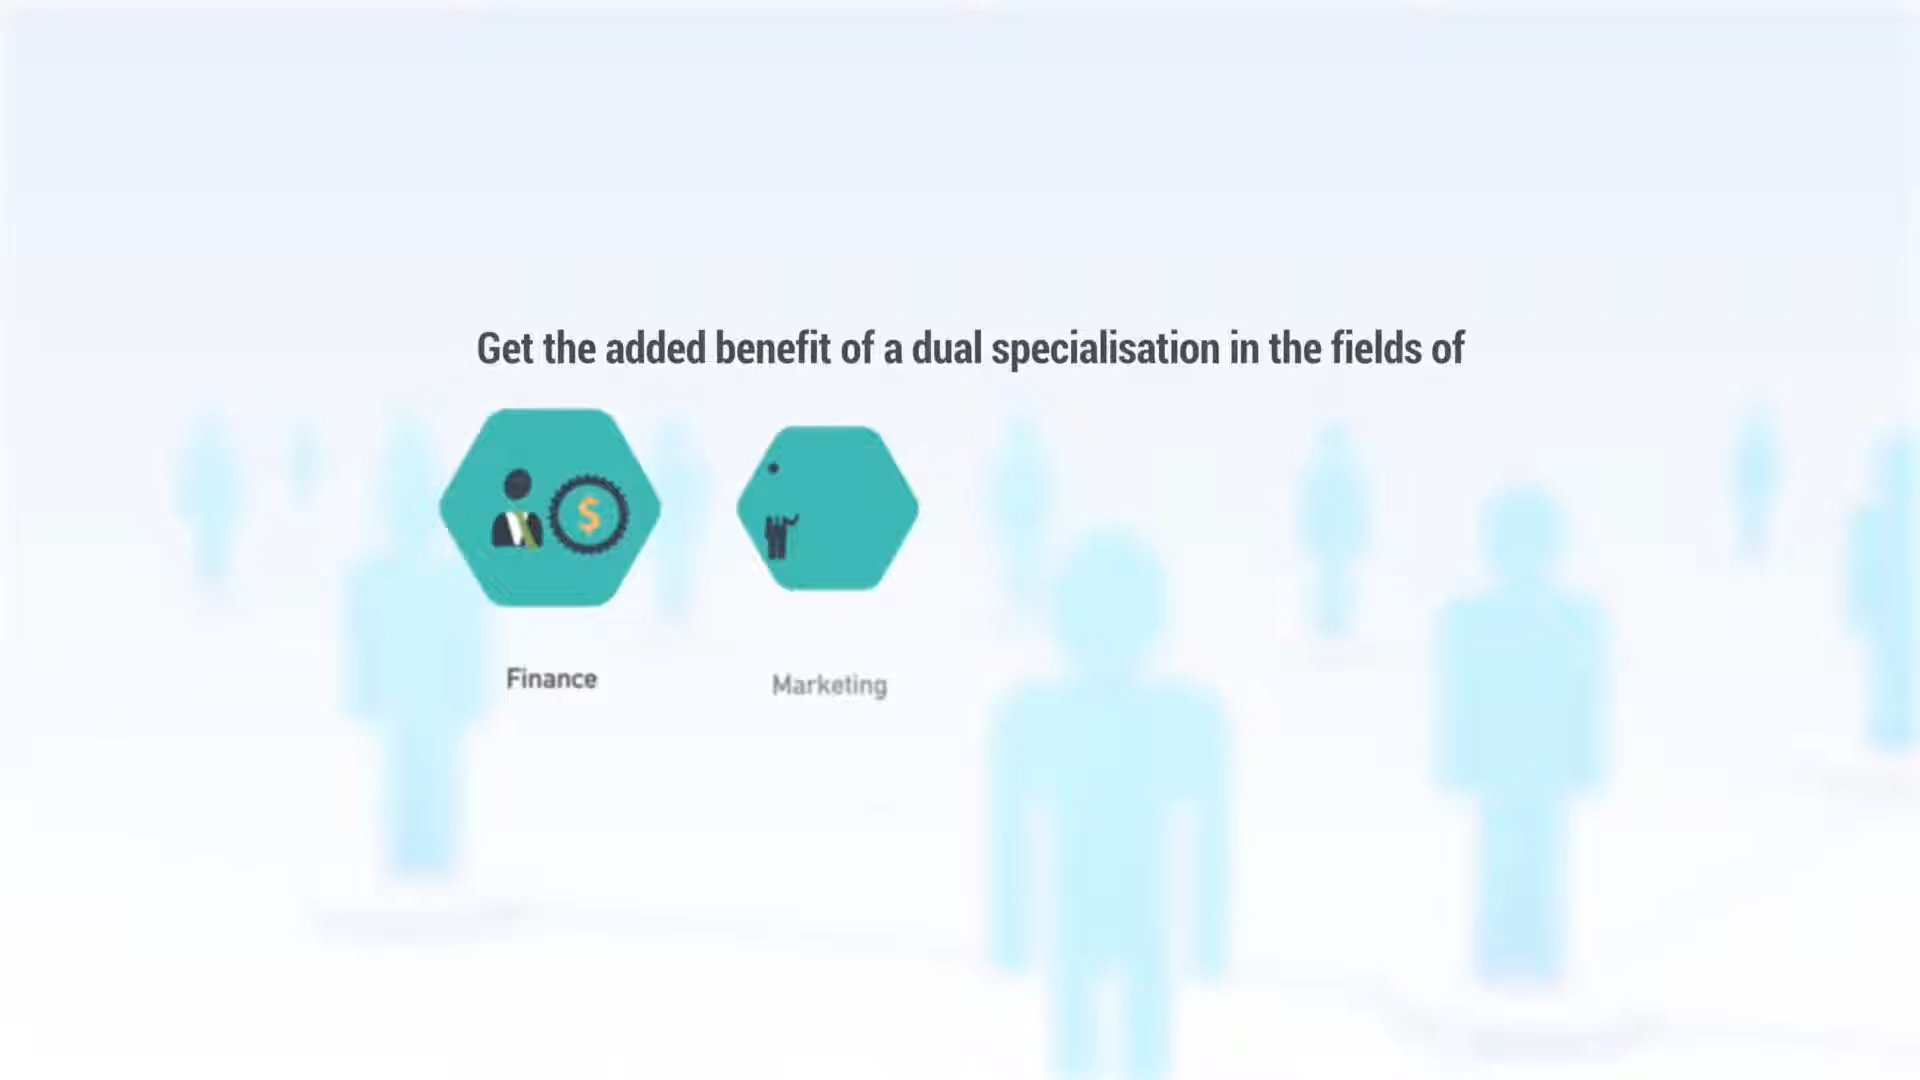 Get the added benefit of a dual specialisation in the fields of
$
Finance
Marketing